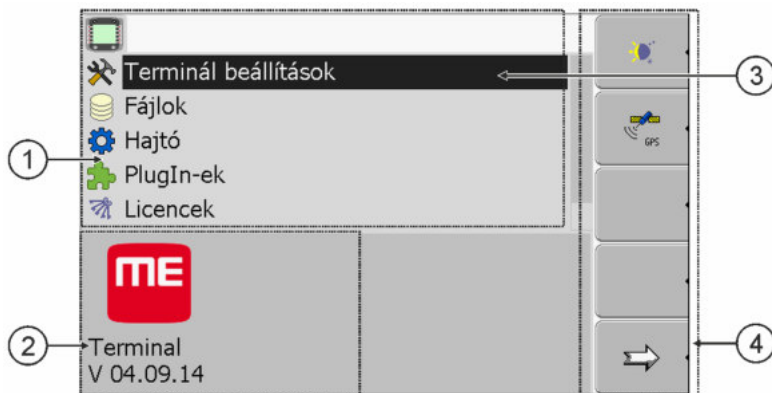 Terminál beállítások
Fájlok
Hajtó
PlugIn-ek
Licencek
GPS
ME
Terminal
V 04.09.14
1
2
3
4